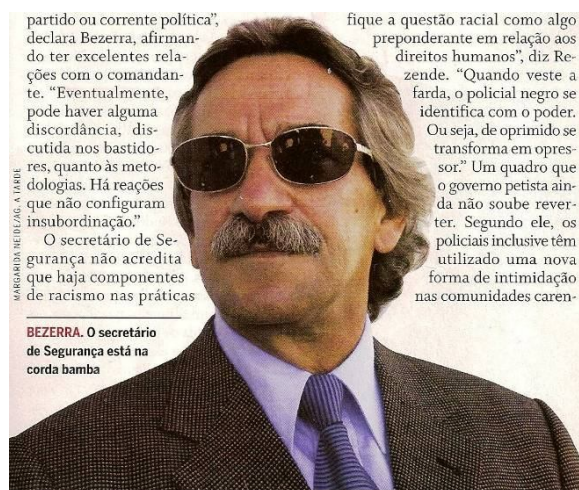 partido ou corrente política”,
declara Bezerra, afirman-
do ter excelentes rela-
ções com o comandan-
te. “Eventualmente,
pode haver alguma
discordância, dis-
cutida nos bastido-
res, quanto às meto-
dologias. Há reações
que não configuram
insubordinação.”
O secretário de Se-
gurança não acredita
que haja componentes
de racismo nas práticas
MARGARIDA NEIDE/AG. A TARDE
BEZERRA. O secretário
de Segurança está na
corda bamba
fique a questão racial como algo
preponderante em relação aos
direitos humanos”, diz Re-
zende. “Quando veste a
farda, o policial negro se
identifica com o poder.
Ou seja, de oprimido se
transforma em opres-
sor.” Um quadro que
o governo petista ain-
da não soube rever-
ter. Segundo ele, os
policiais inclusive têm
utilizado uma nova
forma de intimidação
nas comunidades caren-